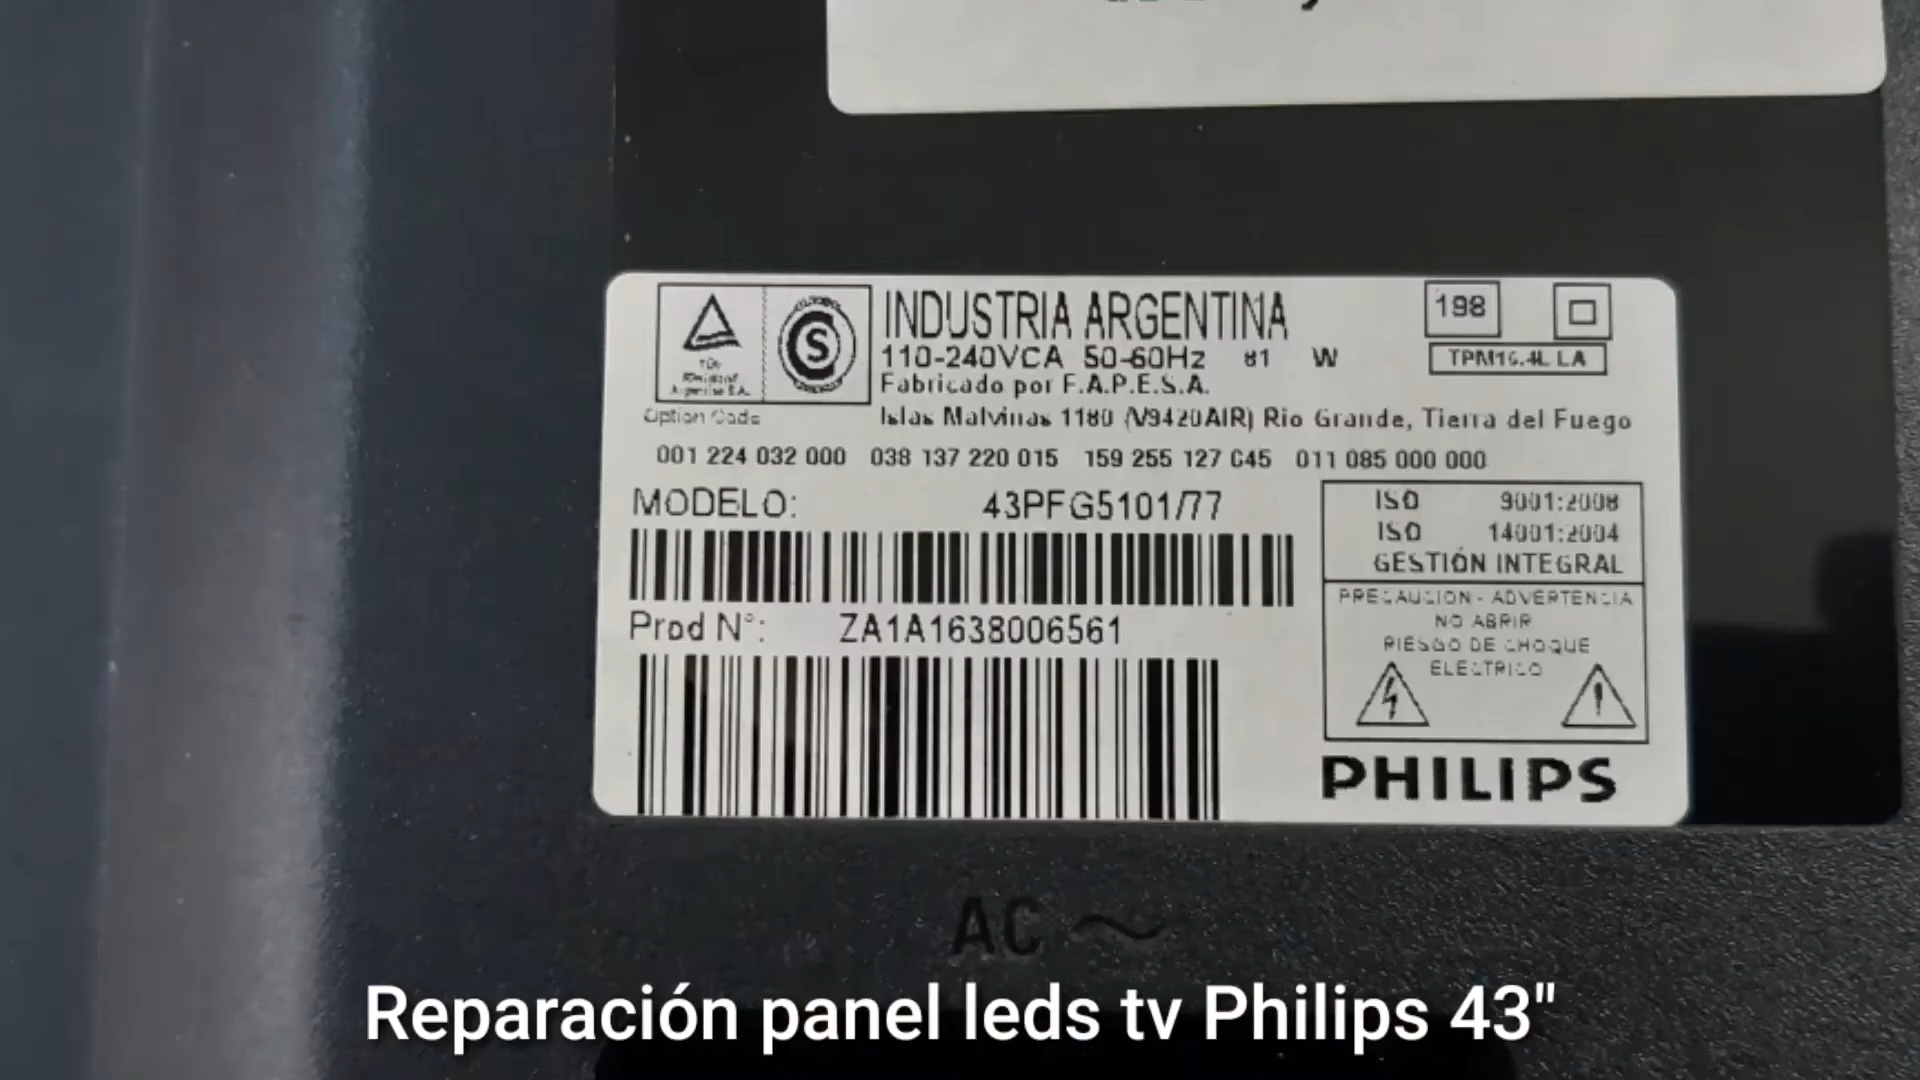 INDUSTRIA ARGENTINA
198
110-240VCA 50-60Hz 81 W
TPM16.4L LA
Fabricado por F.A.P.E.S.A.
Option Code
Islas Malvinas 1180 (V9420AIR) Rio Grande, Tierra del Fuego
001 224 032 000 038 137 220 015 159 255 127 C45 011 085 000 000
MODELO: 43PFG5101/77
ISO 9001:2008
ISO 14001:2004
GESTIÓN INTEGRAL
Prod N°: ZA1A1638006561
PRECAUCION - ADVERTENCIA
NO ABRIR
RIESGO DE CHOQUE
ELECTRICO
PHILIPS
AC ~
Reparación panel leds tv Philips 43"